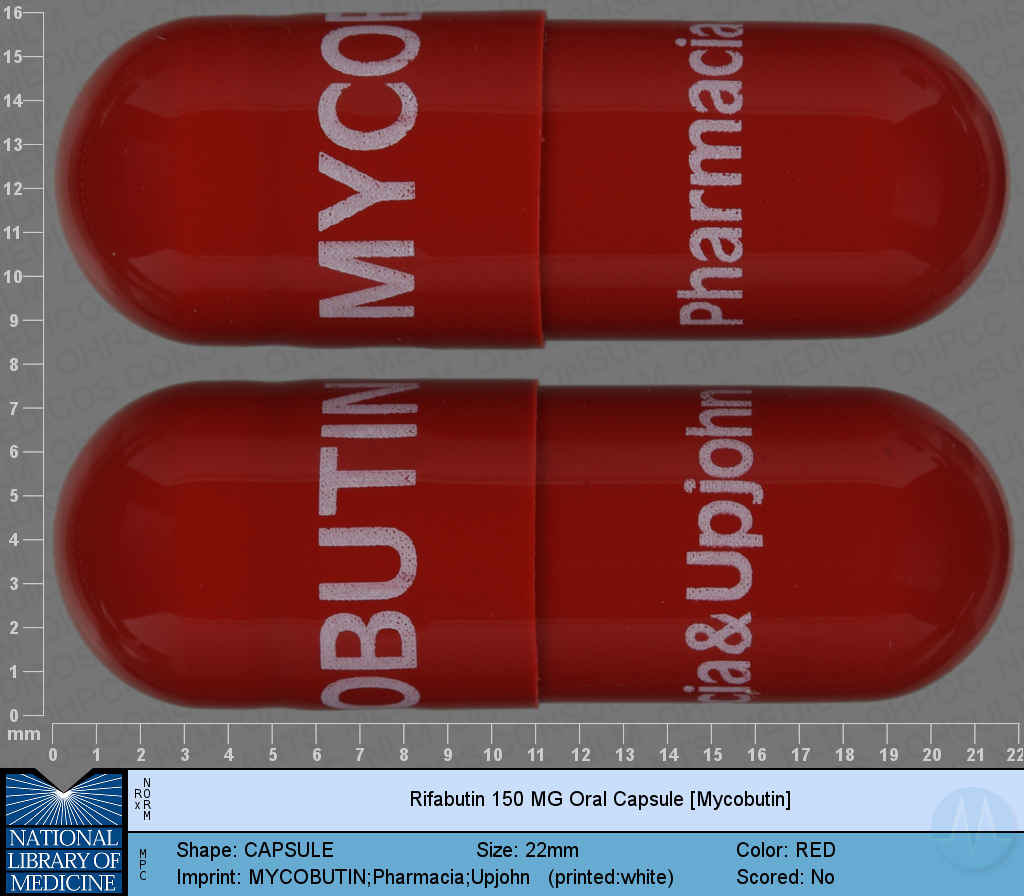 16
15
14
13
12
11
10
9
8
7
6
5
4
3
2
1
0
mm
MYCOB
Pharmacia
OBUTIN
cia & Upjohn
0 1 2 3 4 5 6 7 8 9 10 11 12 13 14 15 16 17 18 19 20 21 22
NATIONAL
LIBRARY OF
MEDICINE
Rx
NORM
Rifabutin 150 MG Oral Capsule [Mycobutin]
MPC
Shape: CAPSULE Size: 22mm Color: RED
Imprint: MYCOBUTIN;Pharmacia;Upjohn (printed:white) Scored: No